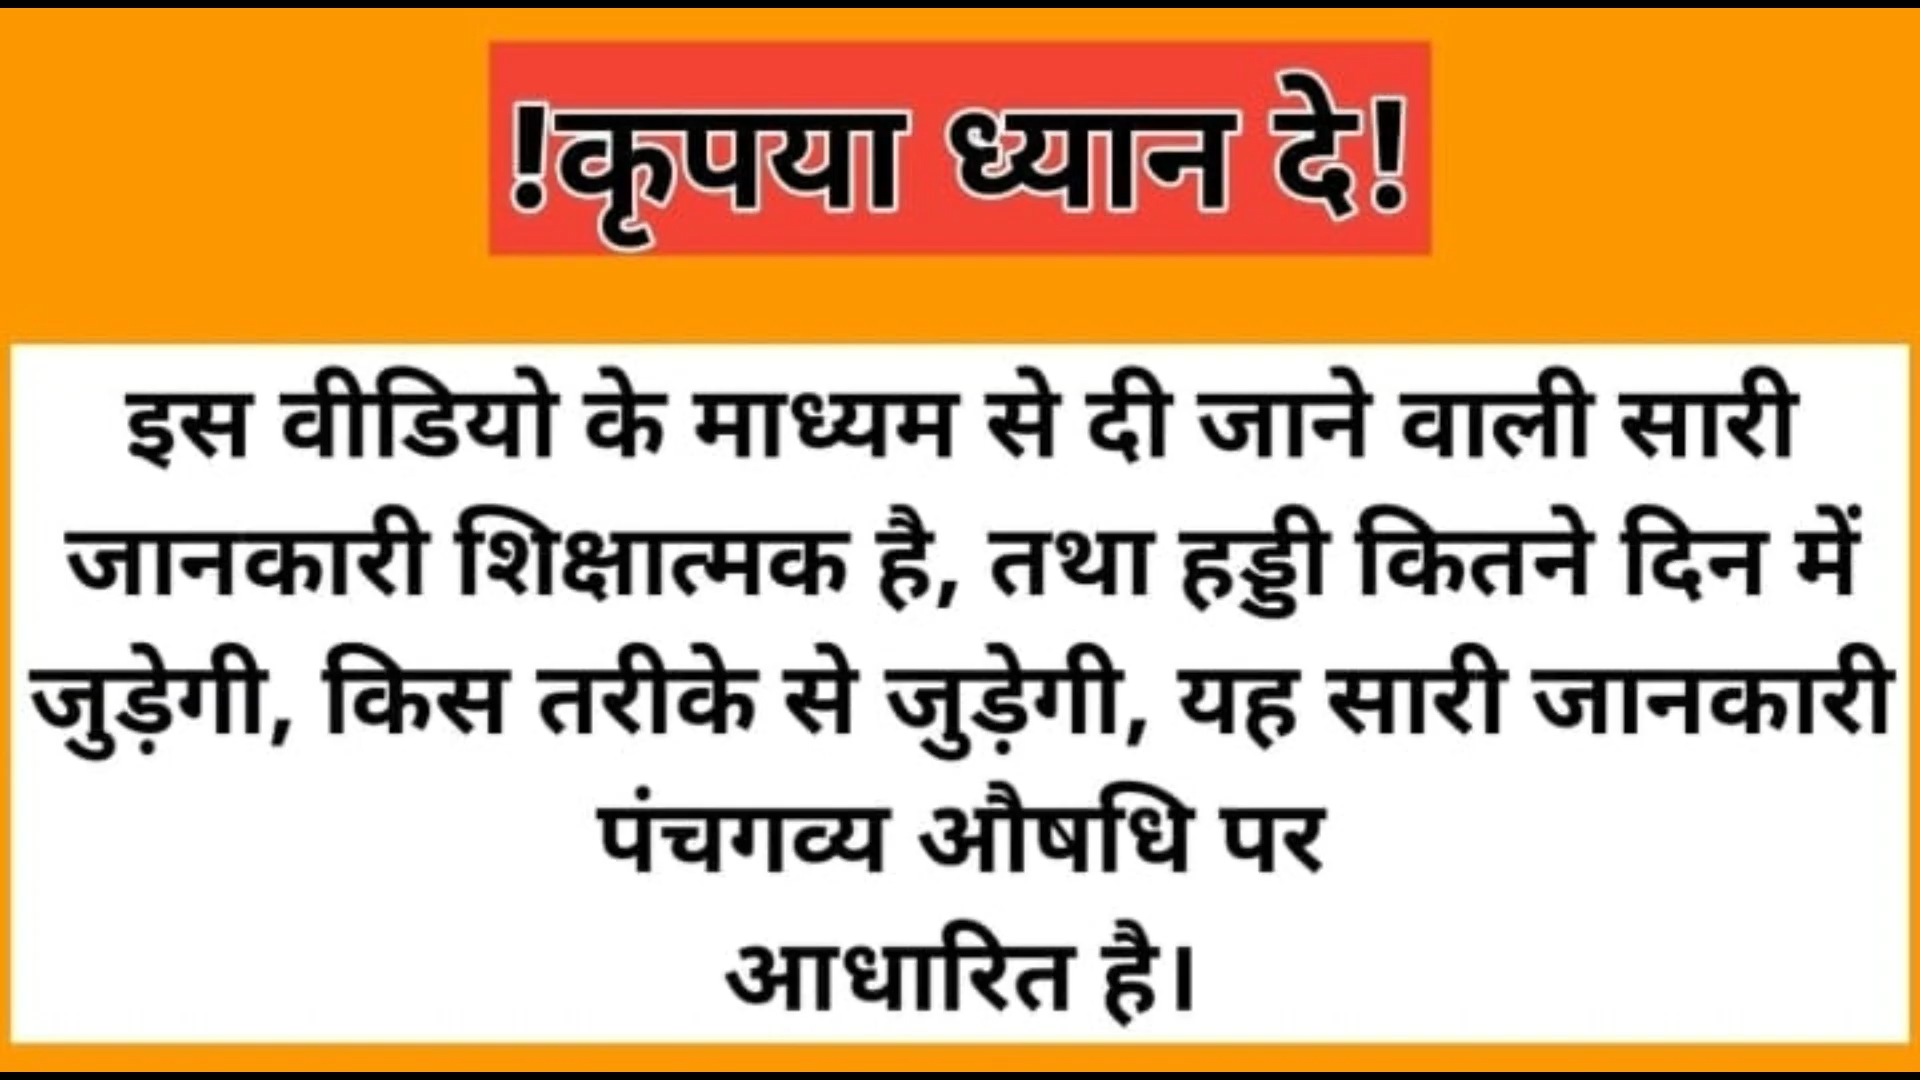 !कृपया ध्यान दे!
इस वीडियो के माध्यम से दी जाने वाली सारी
जानकारी शिक्षात्मक है, तथा हड्डी कितने दिन में
जुड़ेगी, किस तरीके से जुड़ेगी, यह सारी जानकारी
पंचगव्य औषधि पर
आधारित है।